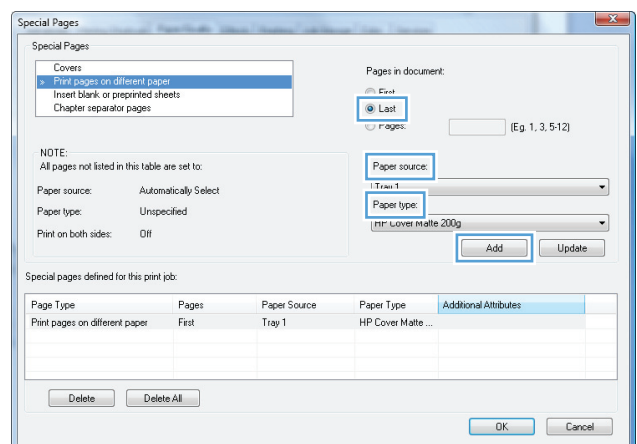 Special Pages
Special Pages
Covers
» Print pages on different paper
Insert blank or preprinted sheets
Chapter separator pages
Pages in document:
First
Last
Pages:
(Eg. 1, 3, 5-12)
NOTE:
All pages not listed in this table are set to:
Paper source: Automatically Select
Paper type: Unspecified
Print on both sides: Off
Paper source:
Tray 1
Paper type:
HP Cover Matte 200g
Add Update
Special pages defined for this print job:
Page Type Pages Paper Source Paper Type Additional Attributes
Print pages on different paper First Tray 1 HP Cover Matte ...
Delete Delete All
OK Cancel